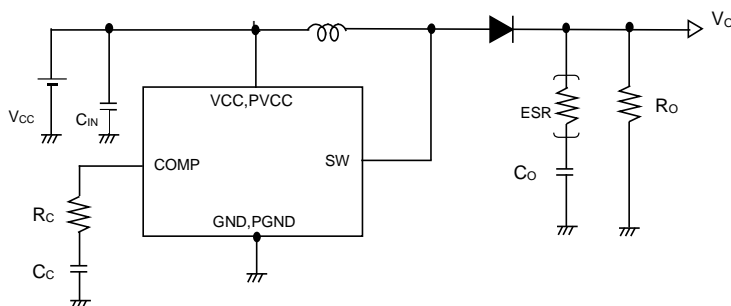 VO
VCC
CIN
VCC,PVCC
COMP
SW
GND,PGND
RC
CC
ESR
CO
RO